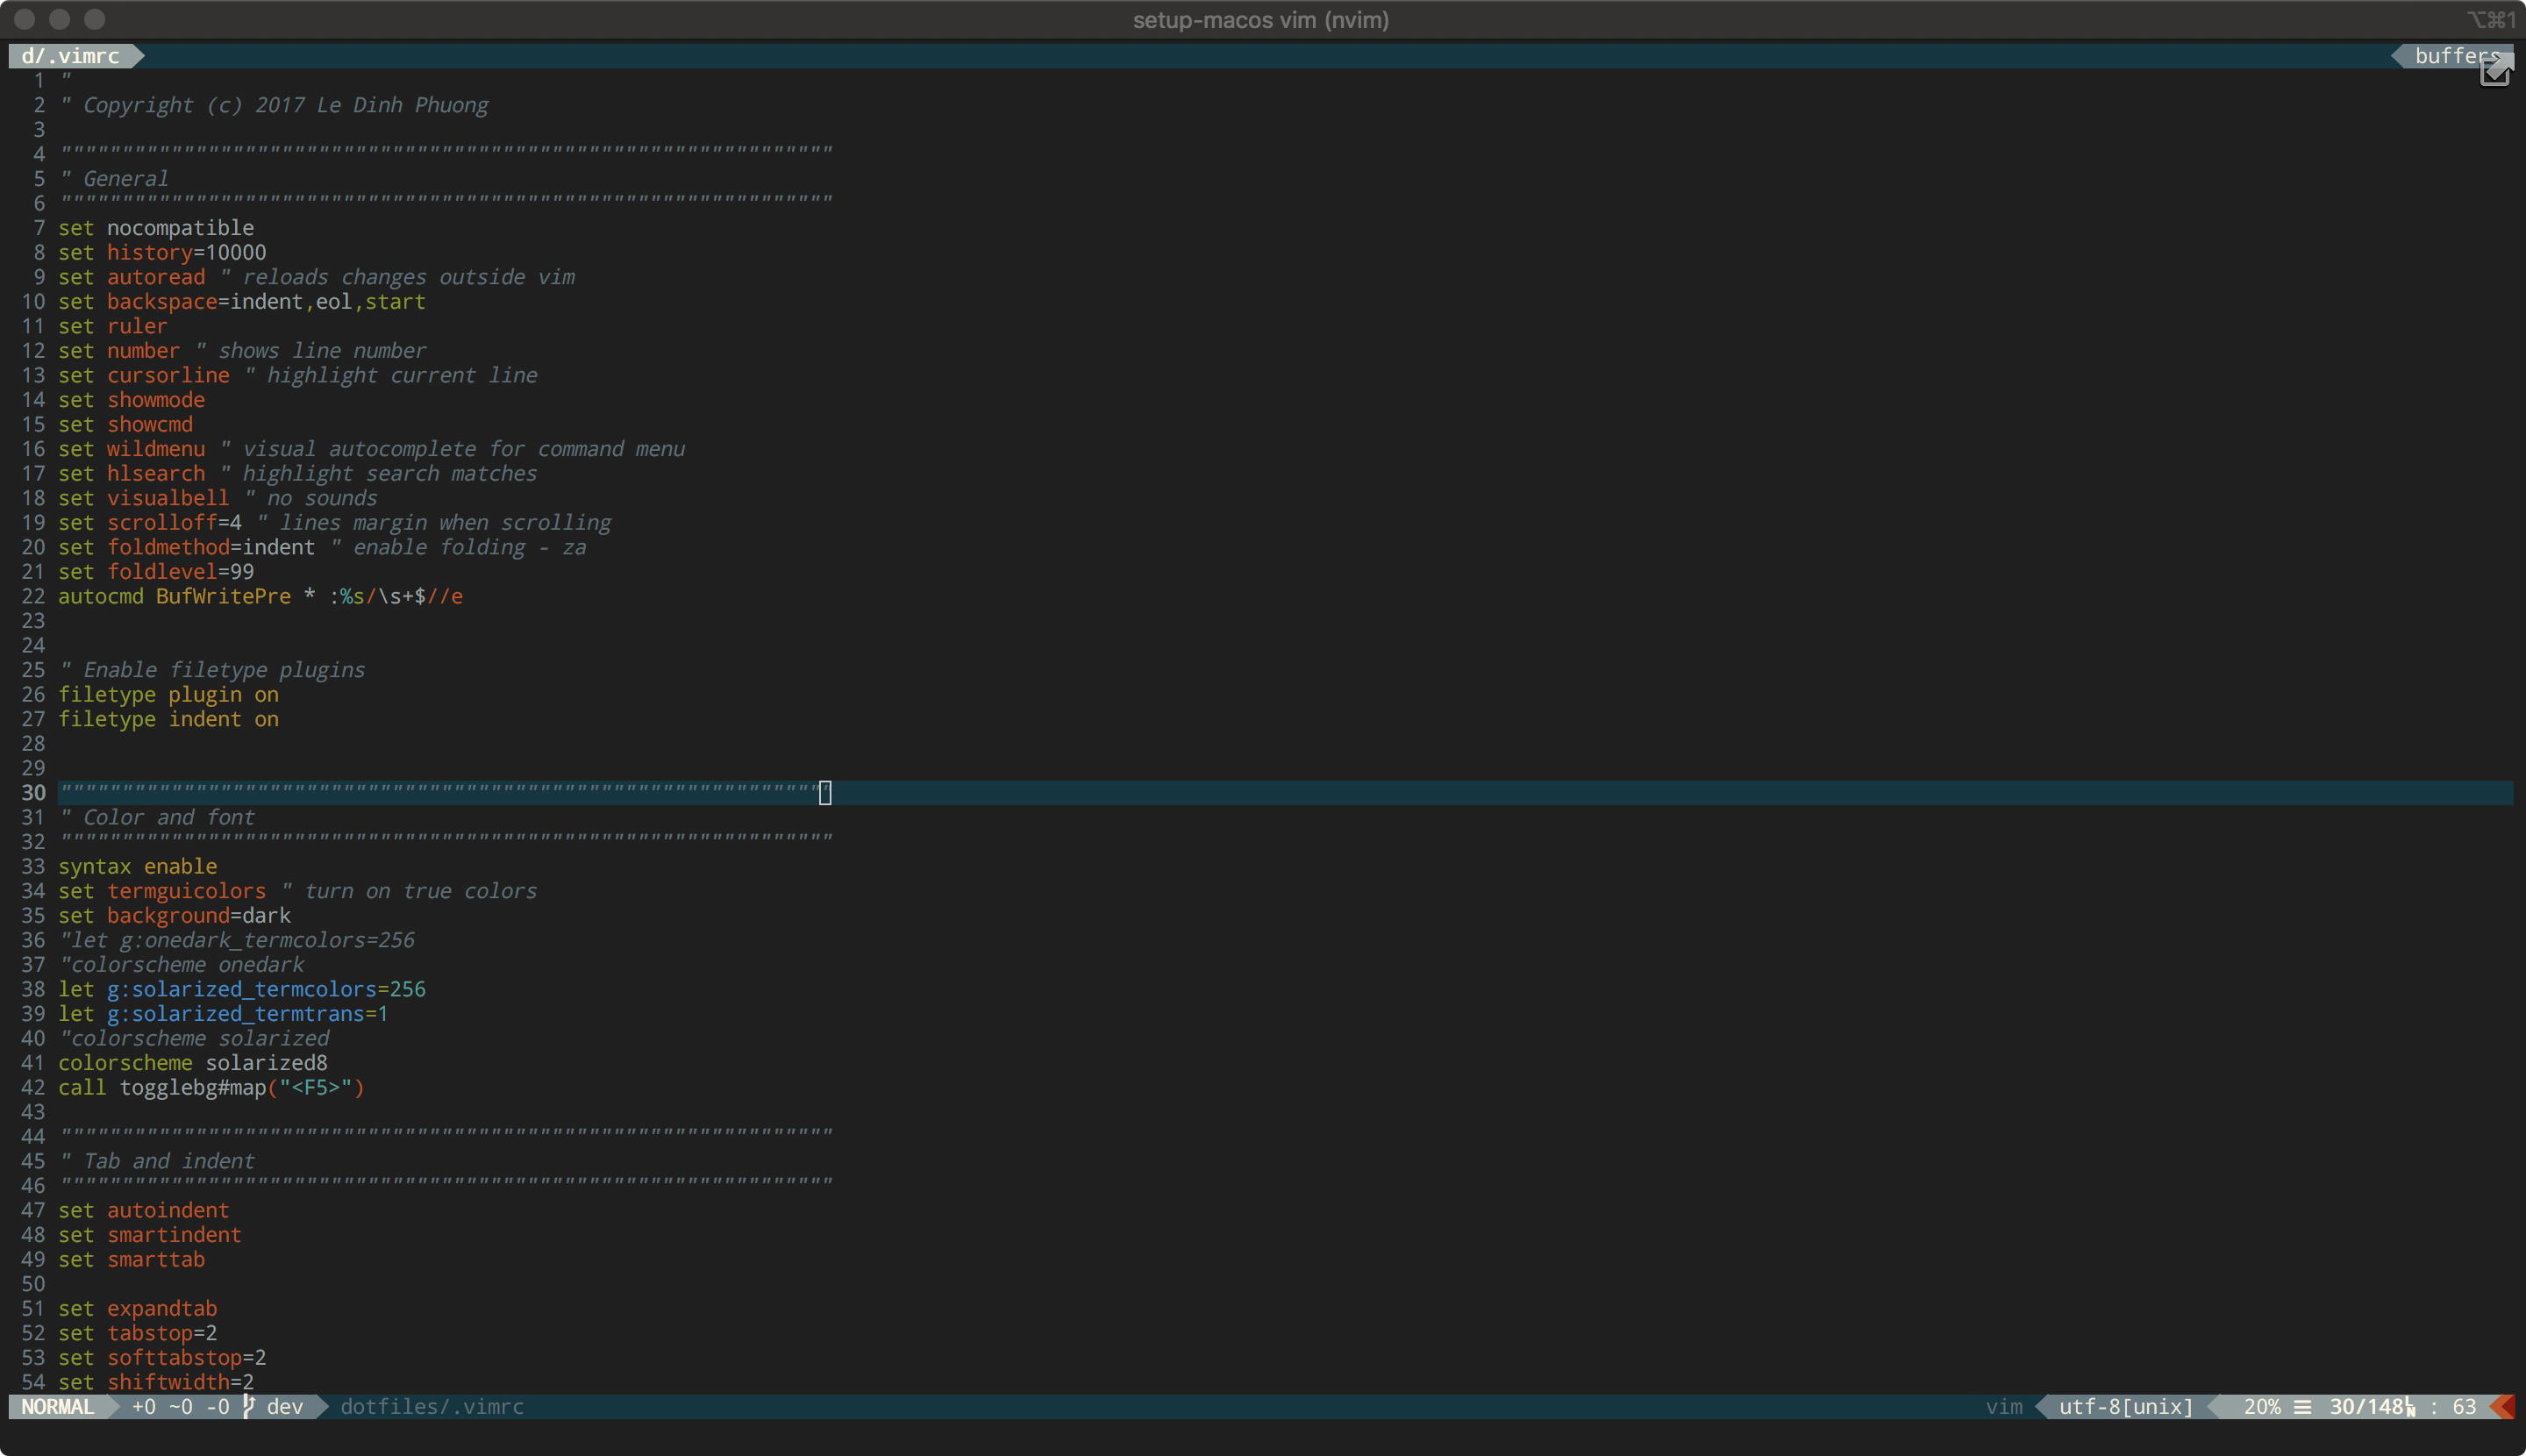 setup-macos vim (nvim) ⌥⌘1
d/.vimrc buffers
1 "
2 " Copyright (c) 2017 Le Dinh Phuong
3
4 """""""""""""""""""""""""""""""""""""""""""""""""""""""""""""""
5 " General
6 """""""""""""""""""""""""""""""""""""""""""""""""""""""""""""""
7 set nocompatible
8 set history=10000
9 set autoread " reloads changes outside vim
10 set backspace=indent,eol,start
11 set ruler
12 set number " shows line number
13 set cursorline " highlight current line
14 set showmode
15 set showcmd
16 set wildmenu " visual autocomplete for command menu
17 set hlsearch " highlight search matches
18 set visualbell " no sounds
19 set scrolloff=4 " lines margin when scrolling
20 set foldmethod=indent " enable folding - za
21 set foldlevel=99
22 autocmd BufWritePre * :%s/\s+$//e
23
24
25 " Enable filetype plugins
26 filetype plugin on
27 filetype indent on
28
29
30 """""""""""""""""""""""""""""""""""""""""""""""""""""""""""""""
31 " Color and font
32 """""""""""""""""""""""""""""""""""""""""""""""""""""""""""""""
33 syntax enable
34 set termguicolors " turn on true colors
35 set background=dark
36 "let g:onedark_termcolors=256
37 "colorscheme onedark
38 let g:solarized_termcolors=256
39 let g:solarized_termtrans=1
40 "colorscheme solarized
41 colorscheme solarized8
42 call togglebg#map("<F5>")
43
44 """""""""""""""""""""""""""""""""""""""""""""""""""""""""""""""
45 " Tab and indent
46 """""""""""""""""""""""""""""""""""""""""""""""""""""""""""""""
47 set autoindent
48 set smartindent
49 set smarttab
50
51 set expandtab
52 set tabstop=2
53 set softtabstop=2
54 set shiftwidth=2
NORMAL +0 ~0 -0 dev dotfiles/.vimrc vim utf-8[unix] 20% ☰ 30/148 : 63